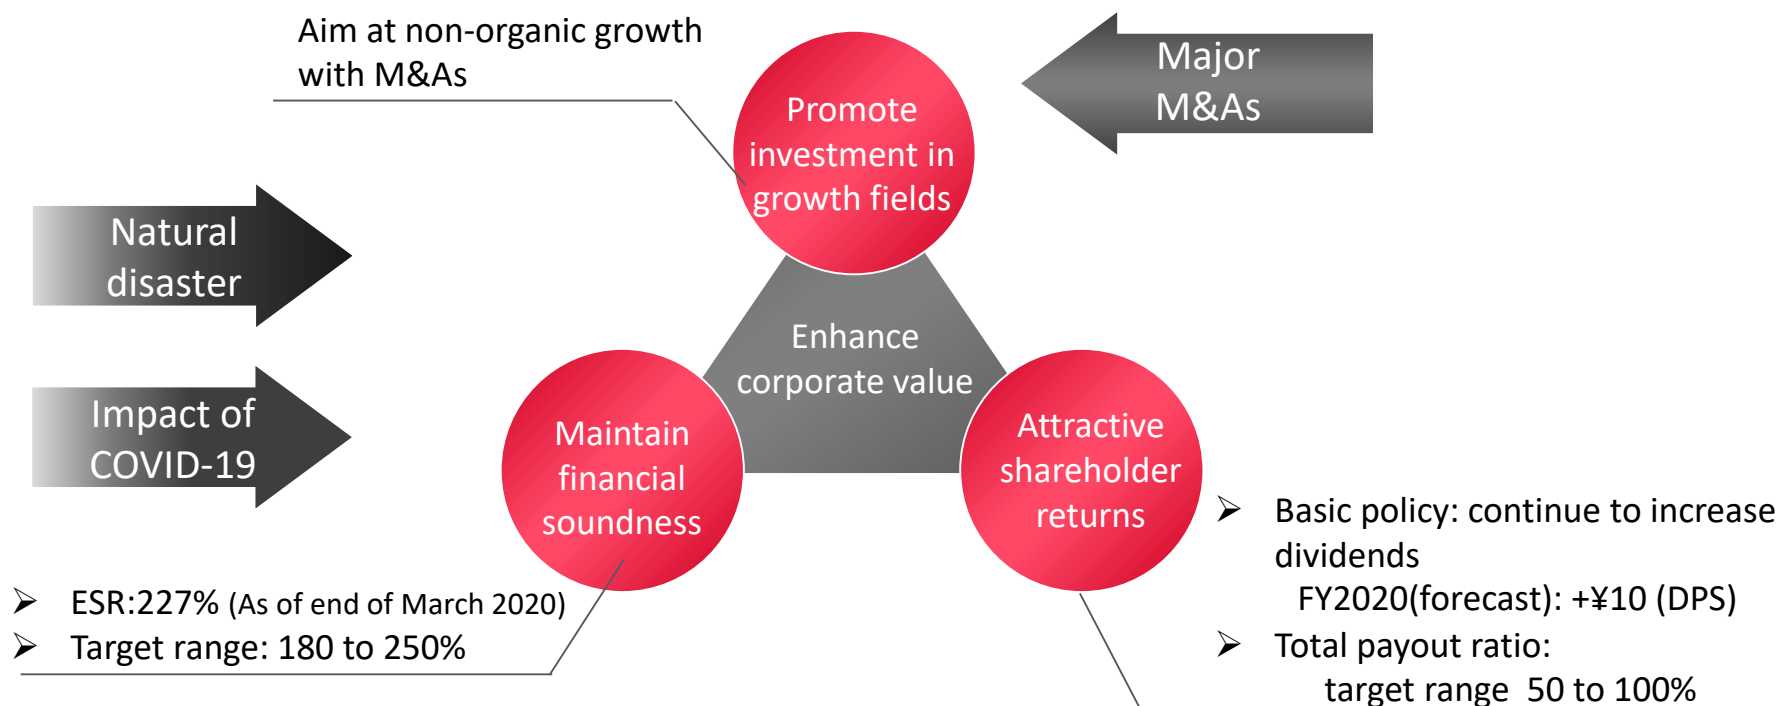 Aim at non-organic growth
with M&As
Major
M&As
Promote
investment in
growth fields
Natural
disaster
Enhance
corporate value
Impact of
COVID-19
Maintain
financial
soundness
Attractive
shareholder
returns
➢ ESR:227% (As of end of March 2020)
➢ Target range: 180 to 250%
➢ Basic policy: continue to increase
dividends
FY2020(forecast): +¥10 (DPS)
➢ Total payout ratio:
target range 50 to 100%